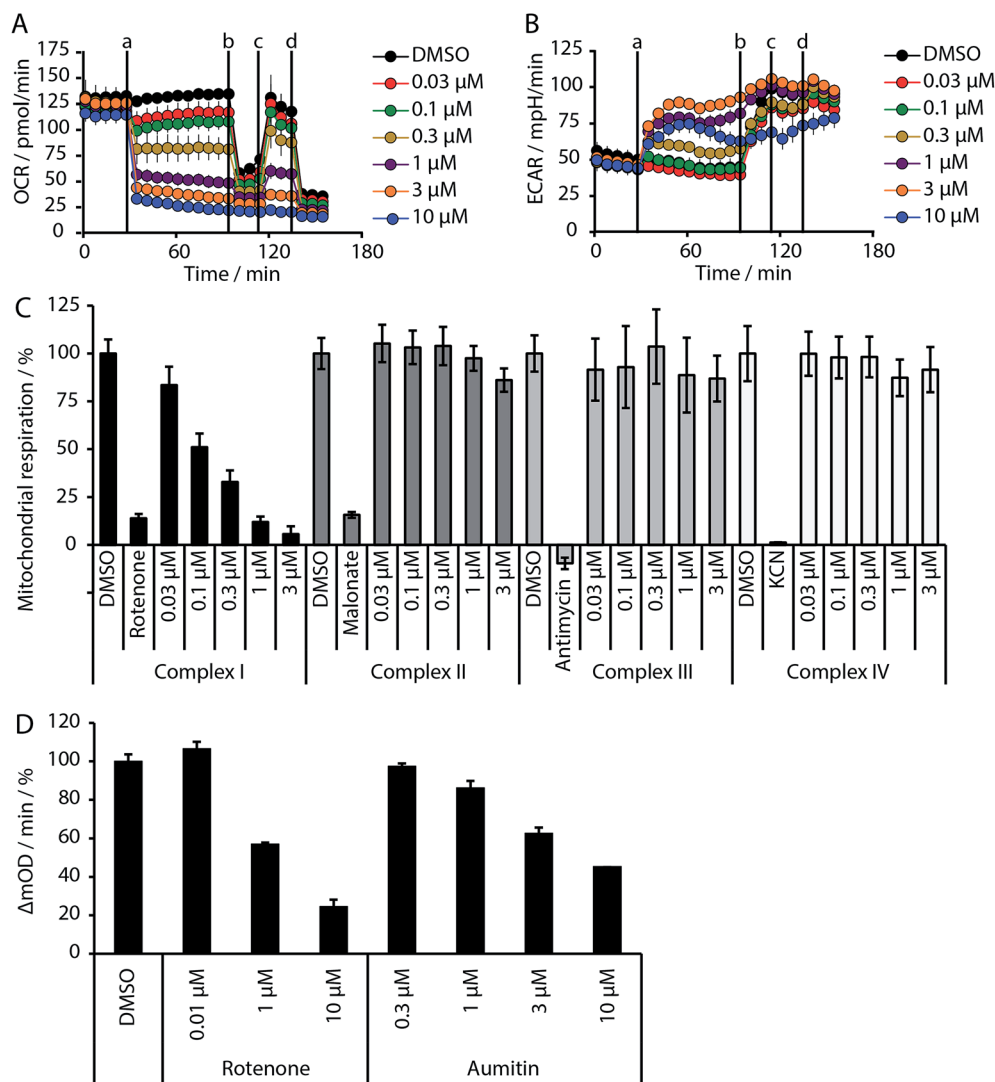 A
OCR / pmol/min
175
150
125
100
75
50
25
0
0
60
120
180
Time / min
a
b
c
d
DMSO
0.03 µM
0.1 µM
0.3 µM
1 µM
3 µM
10 µM
B
ECAR / mpH/min
125
100
75
50
25
0
0
60
120
180
Time / min
a
b
c
d
DMSO
0.03 µM
0.1 µM
0.3 µM
1 µM
3 µM
10 µM
C
Mitochondrial respiration / %
125
100
75
50
25
0
DMSO
Rotenone
0.03 µM
0.1 µM
0.3 µM
1 µM
3 µM
Complex I
DMSO
Malonate
0.03 µM
0.1 µM
0.3 µM
1 µM
3 µM
Complex II
DMSO
Antimycin
0.03 µM
0.1 µM
0.3 µM
1 µM
3 µM
Complex III
DMSO
KCN
0.03 µM
0.1 µM
0.3 µM
1 µM
3 µM
Complex IV
D
ΔmOD / min / %
120
100
80
60
40
20
0
DMSO
0.01 µM
1 µM
10 µM
Rotenone
0.3 µM
1 µM
3 µM
10 µM
Aumitin